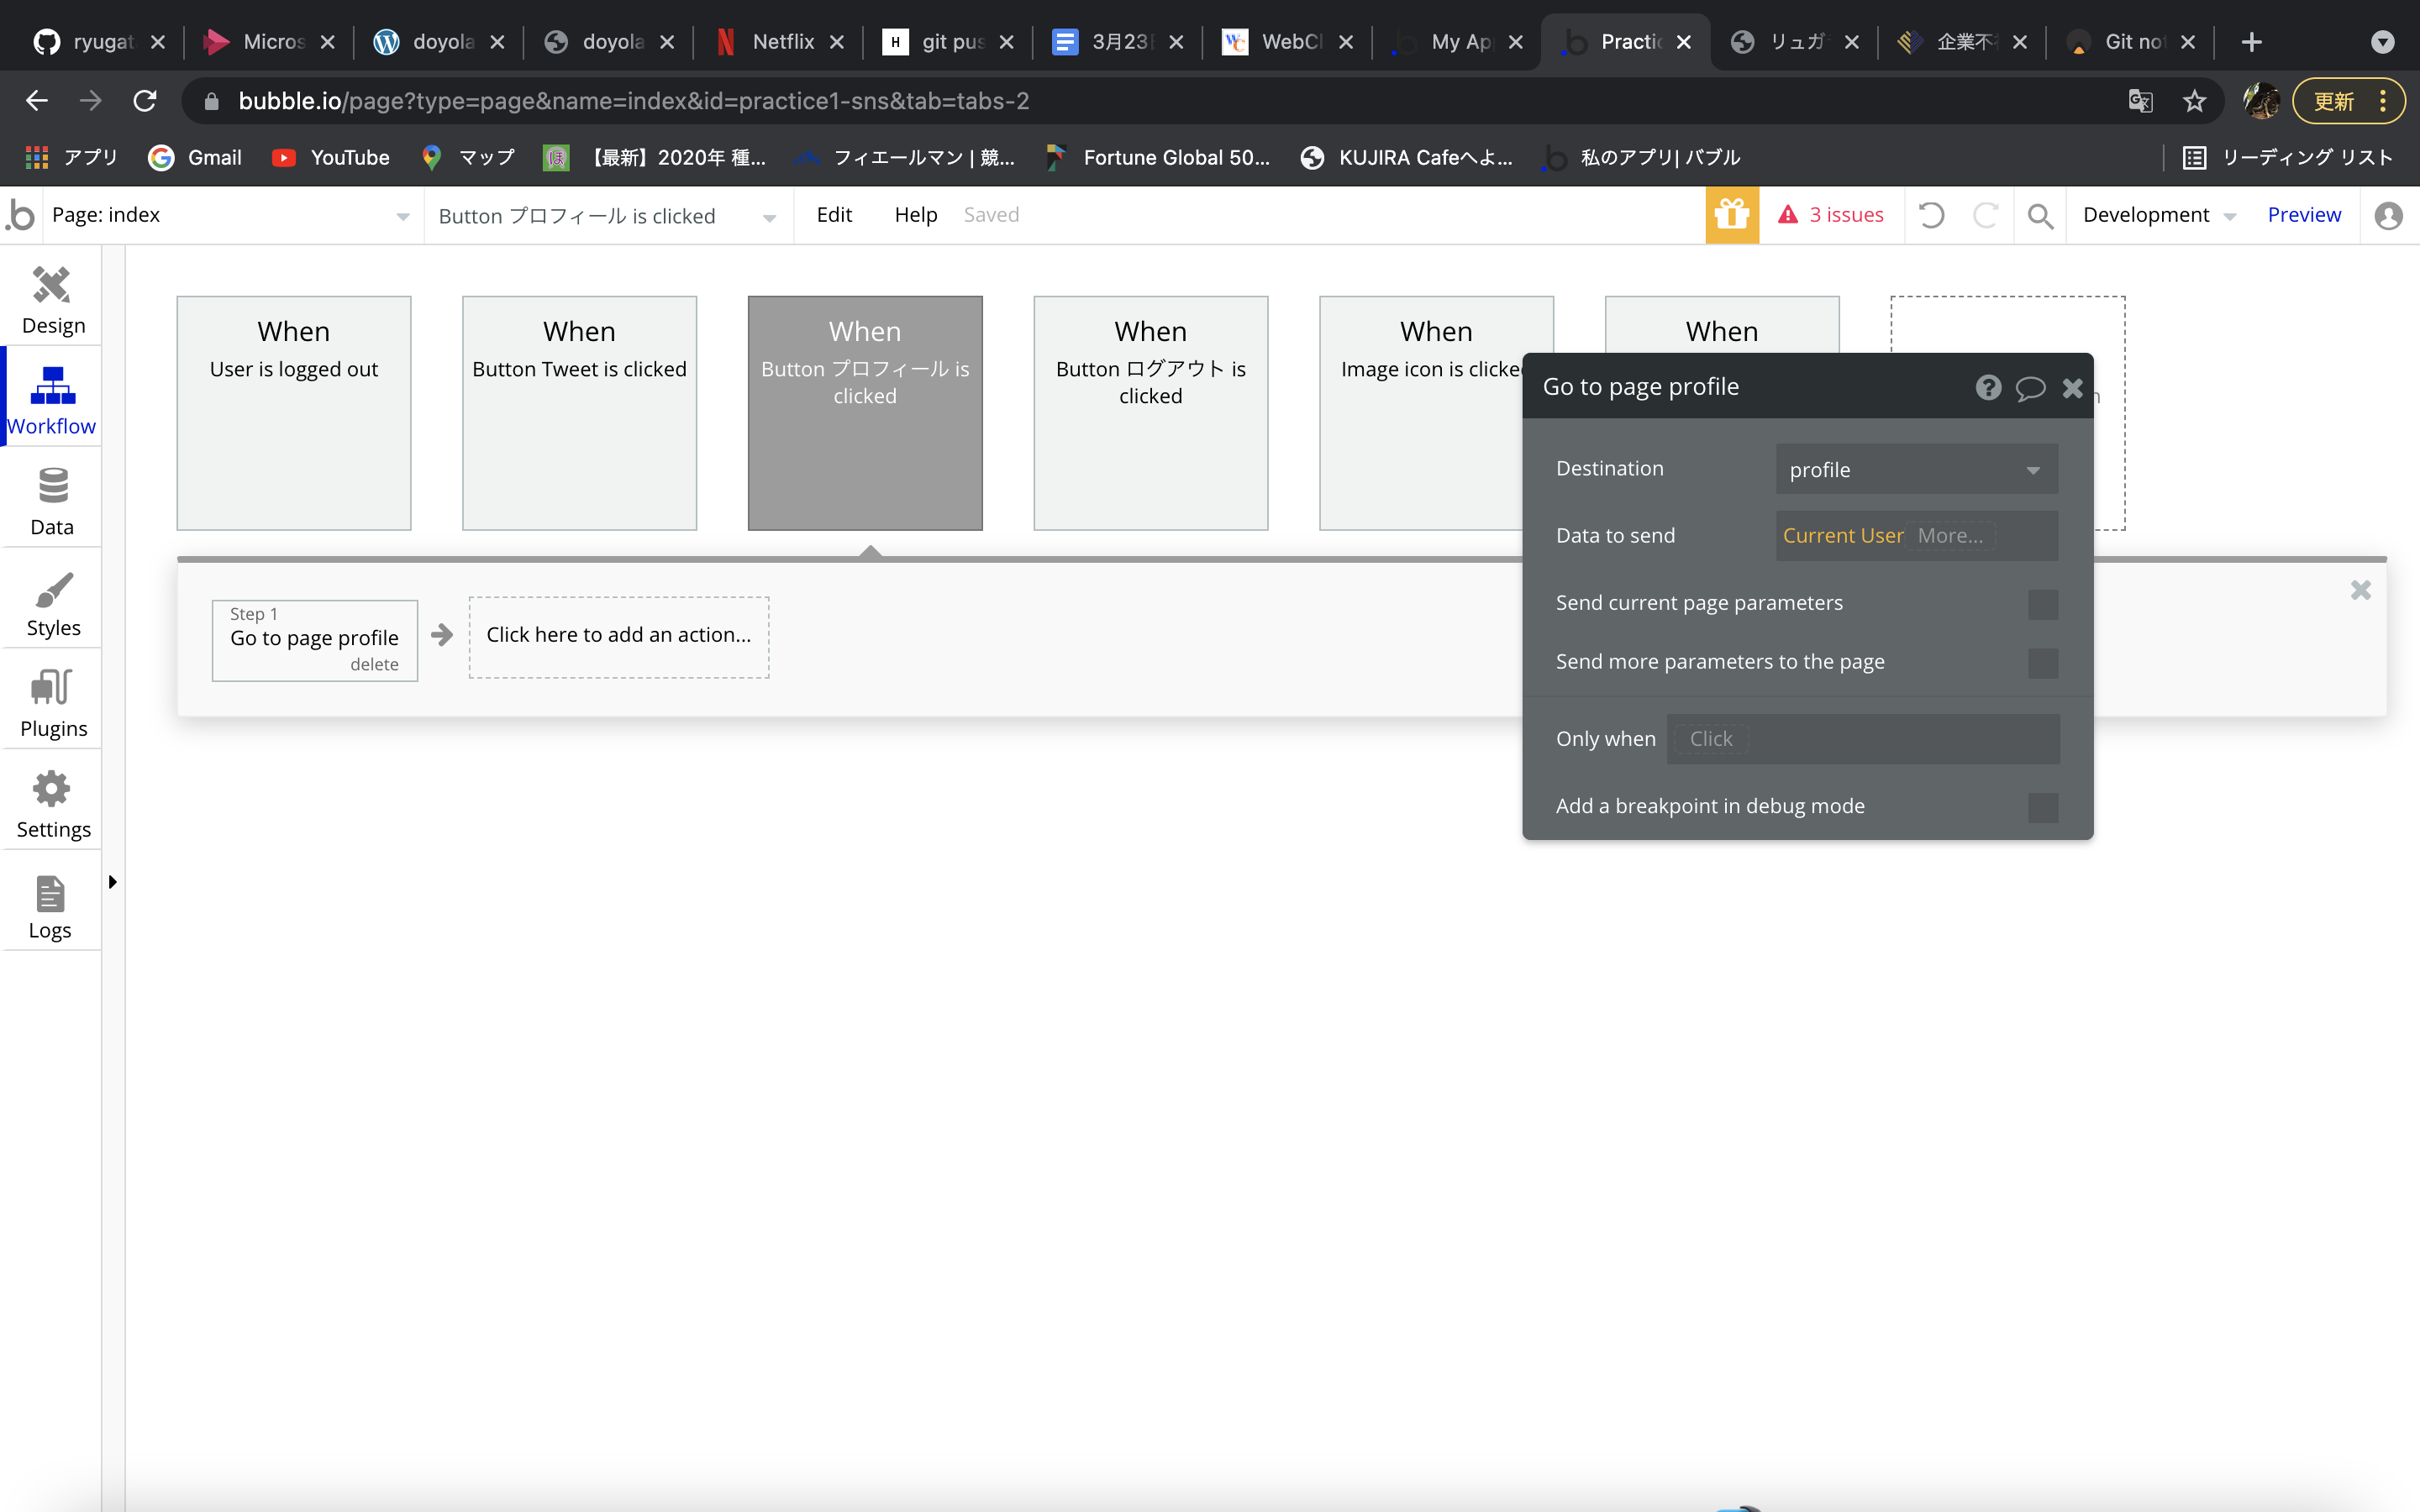 ryugat
Micros
doyola
doyola
Netflix
git pus
3月23日
WebCl
My Ap
Practic
リュガ
企業不
Git not
bubble.io/page?type=page&name=index&id=practice1-sns&tab=tabs-2
更新
アプリ
Gmail
YouTube
マップ
【最新】2020年 種...
フィエールマン | 競...
Fortune Global 50...
KUJIRA Cafeへよ...
私のアプリ| バブル
リーディング リスト
Page: index
Button プロフィール is clicked
Edit
Help
Saved
3 issues
Development
Preview
Design
Workflow
Data
Styles
Plugins
Settings
Logs
When
User is logged out
When
Button Tweet is clicked
When
Button プロフィール is
clicked
When
Button ログアウト is
clicked
When
Image icon is clicked
When
Go to page profile
Destination
profile
Data to send
Current User
More...
Send current page parameters
Send more parameters to the page
Only when
Click
Add a breakpoint in debug mode
Step 1
Go to page profile
delete
Click here to add an action...